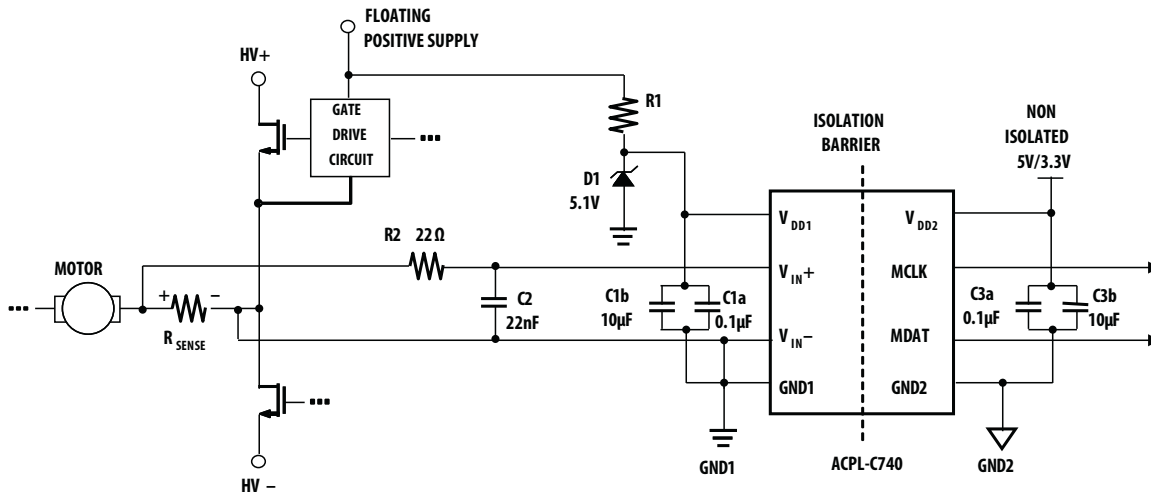 FLOATING
POSITIVE SUPPLY
HV+
GATE
DRIVE
CIRCUIT
R1
ISOLATION
BARRIER
NON
ISOLATED
5V/3.3V
D1
5.1V
R2 22 Ω
MOTOR
+ −
R SENSE
C2
22nF
C1b
10µF
C1a
0.1µF
V DD1
V IN+
V IN−
GND1
V DD2
MCLK
MDAT
GND2
C3a
0.1µF
C3b
10µF
GND1
ACPL-C740
GND2
HV −